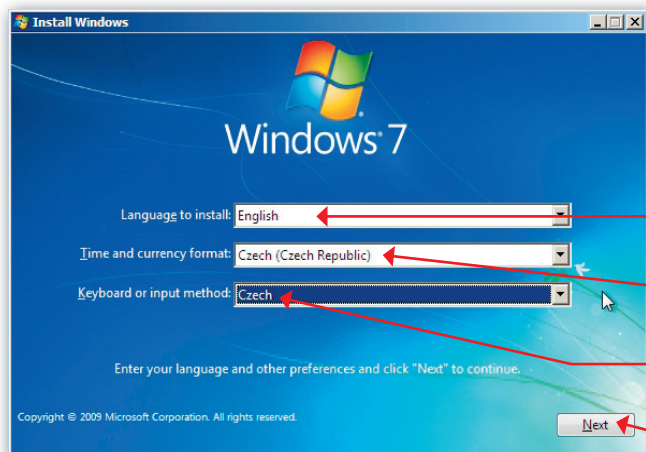 Install Windows
Windows 7
Language to install: English
Time and currency format: Czech (Czech Republic)
Keyboard or input method: Czech
Enter your language and other preferences and click "Next" to continue.
Copyright © 2009 Microsoft Corporation. All rights reserved.
Next